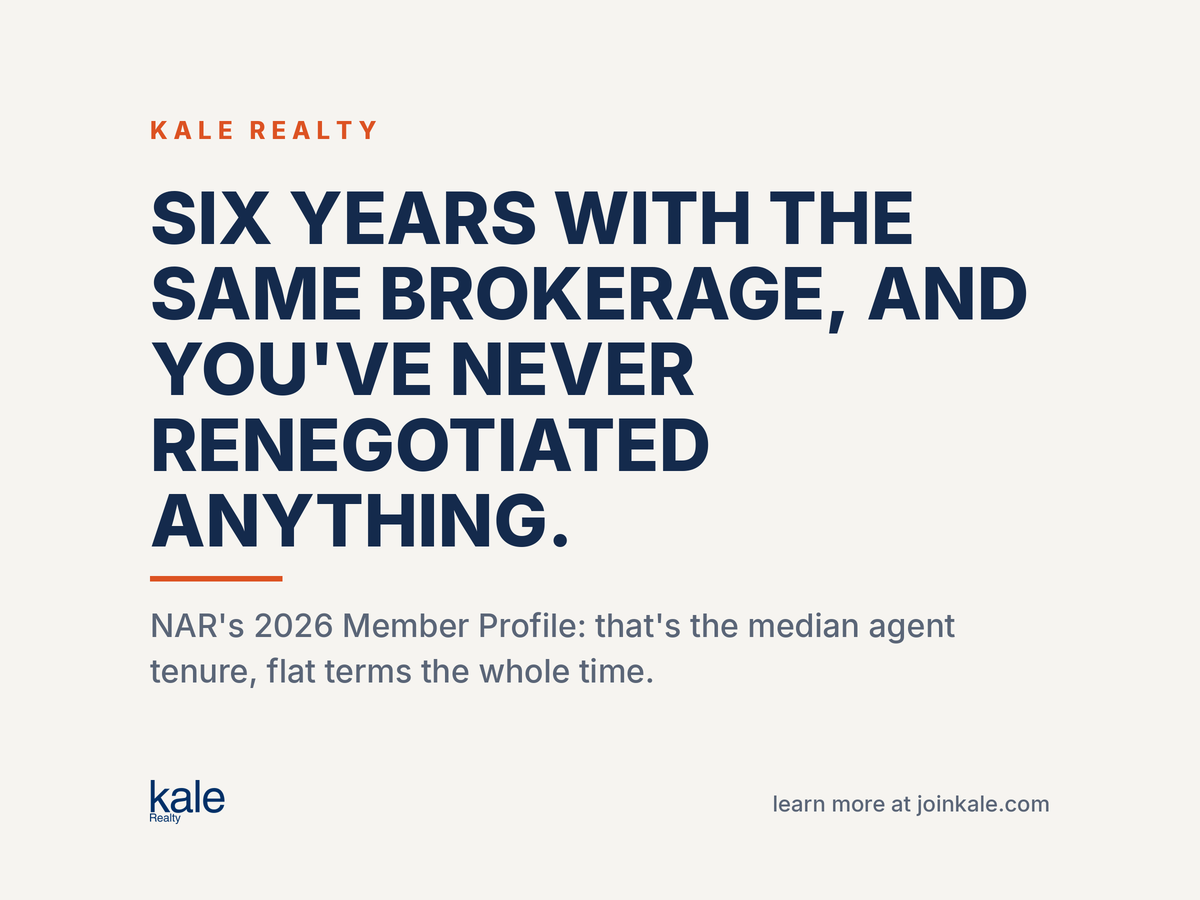 KALE REALTY
SIX YEARS WITH THE
SAME BROKERAGE, AND
YOU'VE NEVER
RENEGOTIATED
ANYTHING.
NAR's 2026 Member Profile: that's the median agent
tenure, flat terms the whole time.
kale
Realty
learn more at joinkale.com